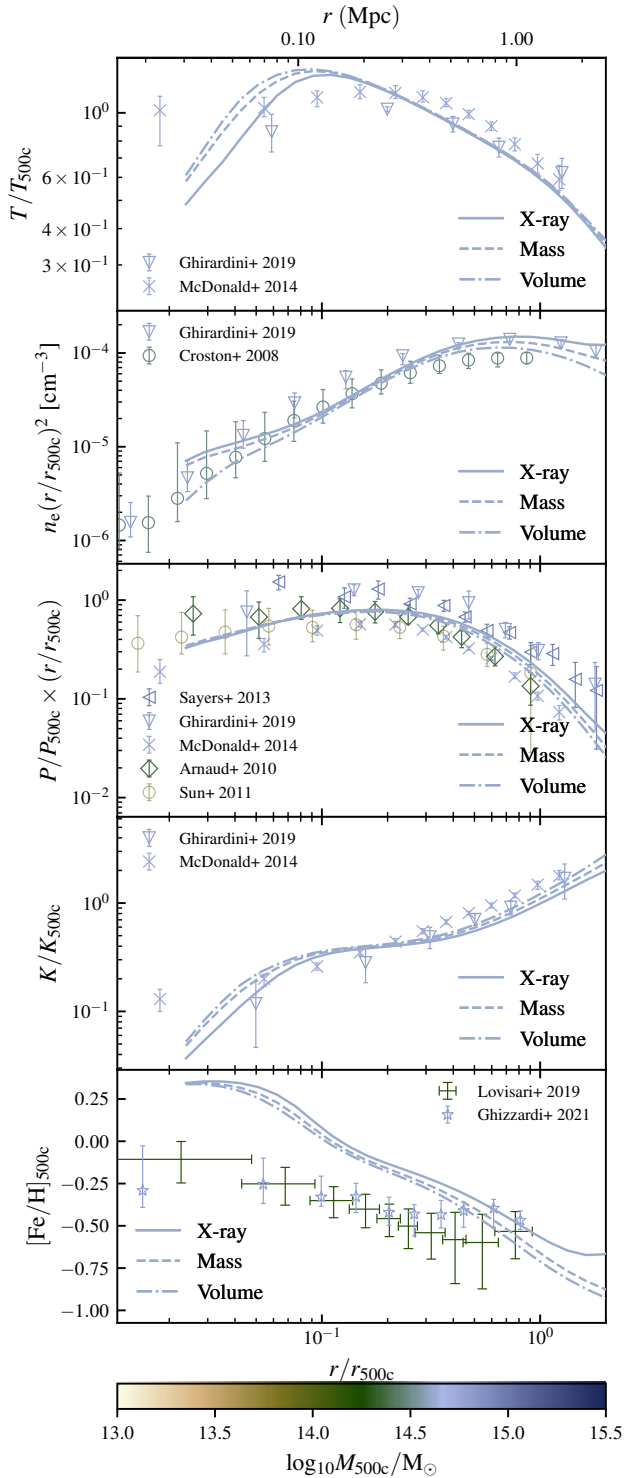 r (Mpc)
0.10 1.00
T/T500c
10^0
6 × 10^-1
4 × 10^-1
3 × 10^-1
X-ray
Mass
Volume
Ghirardini+ 2019
McDonald+ 2014
n_e(r/r500c)^2 [cm^-3]
10^-4
10^-5
10^-6
Ghirardini+ 2019
Croston+ 2008
X-ray
Mass
Volume
P/P500c × (r/r500c)
10^0
10^-1
10^-2
Sayers+ 2013
Ghirardini+ 2019
McDonald+ 2014
Arnaud+ 2010
Sun+ 2011
X-ray
Mass
Volume
K/K500c
10^0
10^-1
Ghirardini+ 2019
McDonald+ 2014
X-ray
Mass
Volume
[Fe/H]500c
0.25
0.00
−0.25
−0.50
−0.75
−1.00
Lovisari+ 2019
Ghizzardi+ 2021
X-ray
Mass
Volume
10^-1 10^0
r/r500c
13.0 13.5 14.0 14.5 15.0 15.5
log10 M500c/M⊙